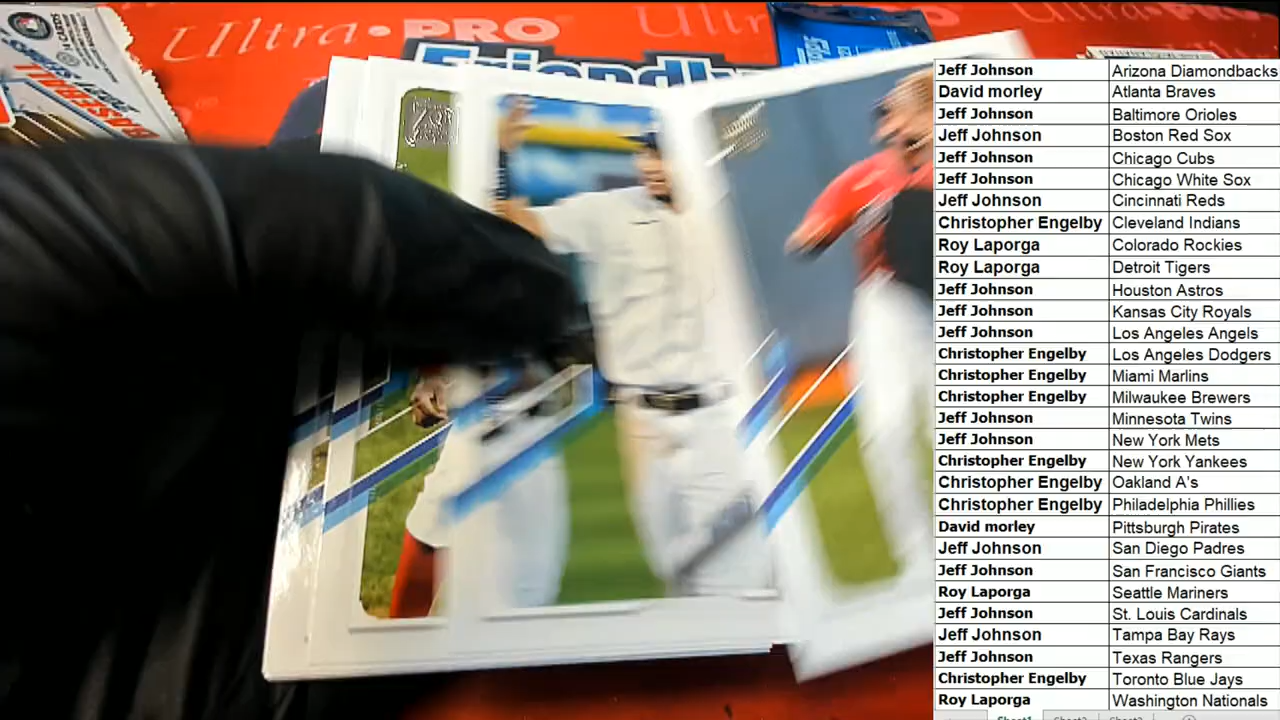 Ultra PRO
Ultra
Ultra PRO
Friendly
BASEBALL
Jeff Johnson Arizona Diamondbacks
David morley Atlanta Braves
Jeff Johnson Baltimore Orioles
Jeff Johnson Boston Red Sox
Jeff Johnson Chicago Cubs
Jeff Johnson Chicago White Sox
Jeff Johnson Cincinnati Reds
Christopher Engelby Cleveland Indians
Roy Laporga Colorado Rockies
Roy Laporga Detroit Tigers
Jeff Johnson Houston Astros
Jeff Johnson Kansas City Royals
Jeff Johnson Los Angeles Angels
Christopher Engelby Los Angeles Dodgers
Christopher Engelby Miami Marlins
Christopher Engelby Milwaukee Brewers
Jeff Johnson Minnesota Twins
Jeff Johnson New York Mets
Christopher Engelby New York Yankees
Christopher Engelby Oakland A's
Christopher Engelby Philadelphia Phillies
David morley Pittsburgh Pirates
Jeff Johnson San Diego Padres
Jeff Johnson San Francisco Giants
Roy Laporga Seattle Mariners
Jeff Johnson St. Louis Cardinals
Jeff Johnson Tampa Bay Rays
Jeff Johnson Texas Rangers
Christopher Engelby Toronto Blue Jays
Roy Laporga Washington Nationals
Sheet1 Sheet2 Sheet3